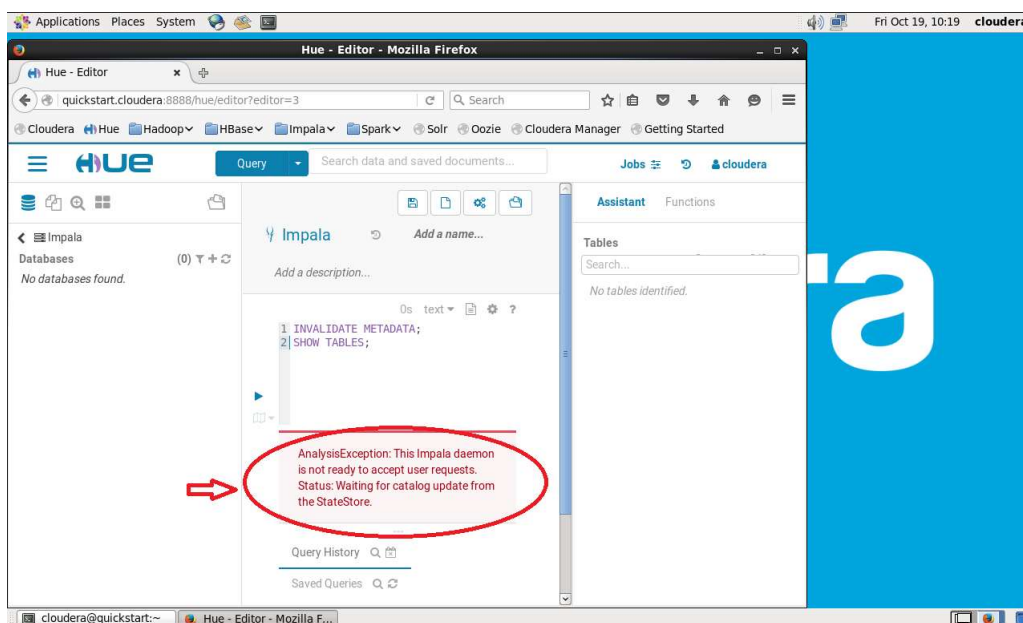 Applications Places System Fri Oct 19, 10:19 cloudera
Hue - Editor - Mozilla Firefox
Hue - Editor
quickstart.cloudera:8888/hue/editor?editor=3 Search
Cloudera Hue Hadoop HBase Impala Spark Solr Oozie Cloudera Manager Getting Started
HUE Query Search data and saved documents... Jobs cloudera
Assistant Functions
Impala
Databases (0)
No databases found.
Impala Add a name...
Add a description...
0s text ?
1 INVALIDATE METADATA;
2 SHOW TABLES;
AnalysisException: This Impala daemon
is not ready to accept user requests.
Status: Waiting for catalog update from
the StateStore.
Query History
Saved Queries
Tables
Search...
No tables identified.
ra
cloudera@quickstart:~ Hue - Editor - Mozilla F...